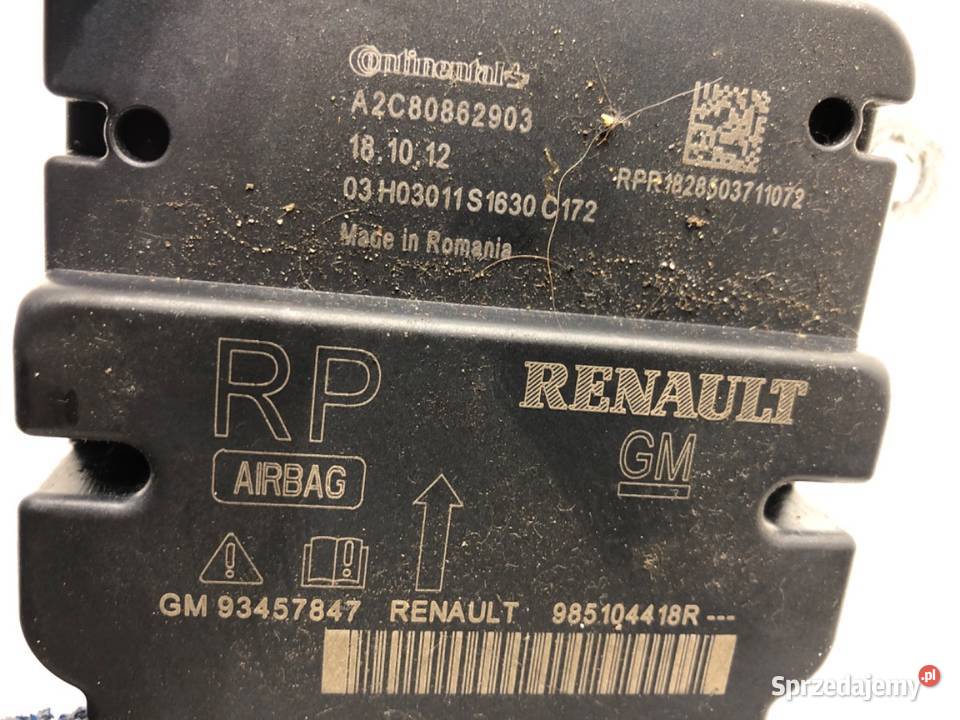 Continental
A2C80862903
18.10.12
03 H03011 S1630 C172
Made in Romania
RPR1828503711072
RP
RENAULT
AIRBAG
GM
GM 93457847 RENAULT 985104418R ---
Sprzedajemy.pl